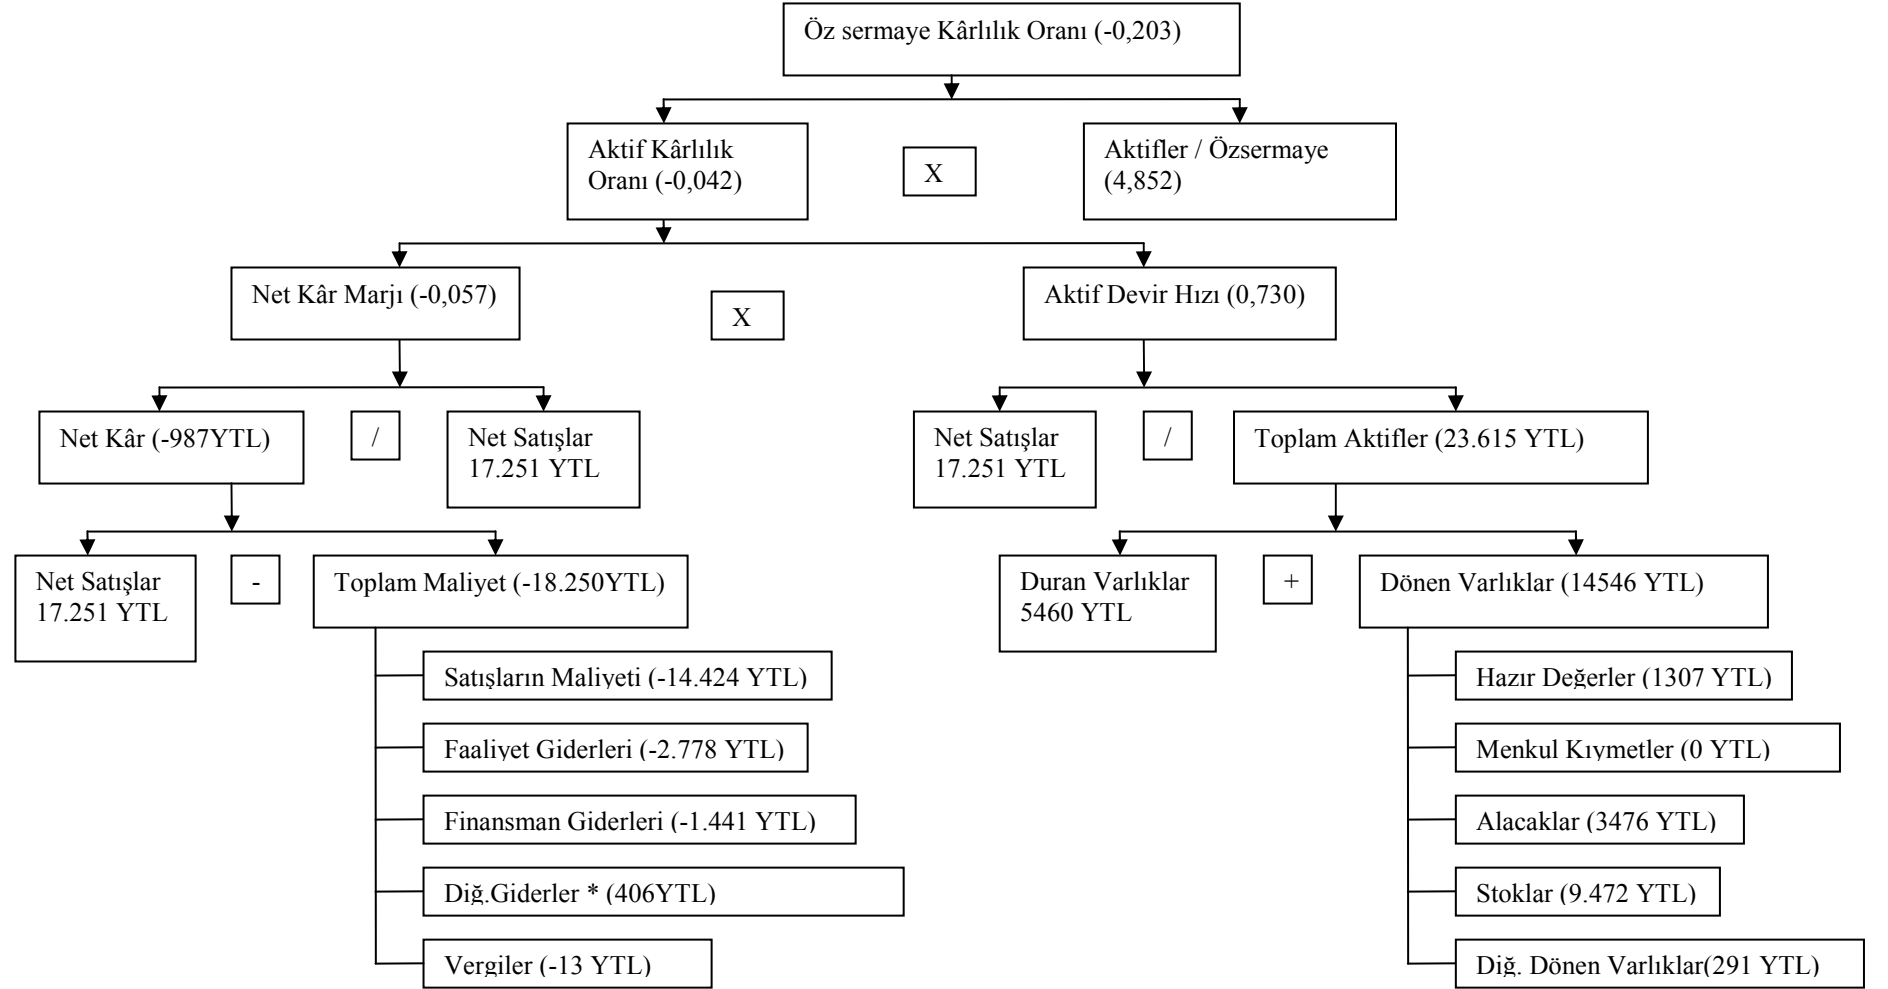 Öz sermaye Kârlılık Oranı (-0,203)
Aktif Kârlılık
Oranı (-0,042)
X
Aktifler / Özsermaye
(4,852)
Net Kâr Marjı (-0,057)
X
Aktif Devir Hızı (0,730)
Net Kâr (-987YTL)
/
Net Satışlar
17.251 YTL
Net Satışlar
17.251 YTL
/
Toplam Aktifler (23.615 YTL)
Net Satışlar
17.251 YTL
-
Toplam Maliyet (-18.250YTL)
Duran Varlıklar
5460 YTL
+
Dönen Varlıklar (14546 YTL)
Satışların Maliyeti (-14.424 YTL)
Faaliyet Giderleri (-2.778 YTL)
Finansman Giderleri (-1.441 YTL)
Diğ.Giderler * (406YTL)
Vergiler (-13 YTL)
Hazır Değerler (1307 YTL)
Menkul Kıymetler (0 YTL)
Alacaklar (3476 YTL)
Stoklar (9.472 YTL)
Diğ. Dönen Varlıklar(291 YTL)